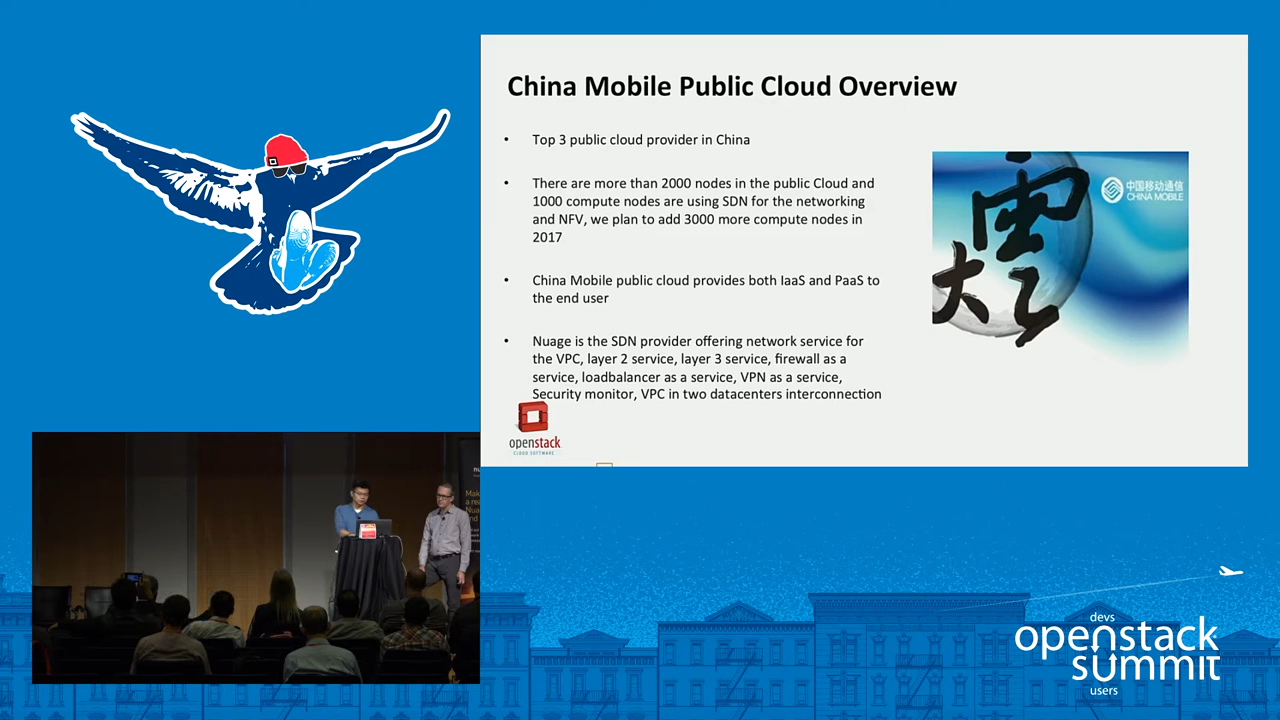 China Mobile Public Cloud Overview
• Top 3 public cloud provider in China
• There are more than 2000 nodes in the public Cloud and
1000 compute nodes are using SDN for the networking
and NFV, we plan to add 3000 more compute nodes in
2017
• China Mobile public cloud provides both IaaS and PaaS to
the end user
• Nuage is the SDN provider offering network service for
the VPC, layer 2 service, layer 3 service, firewall as a
service, loadbalancer as a service, VPN as a service,
Security monitor, VPC in two datacenters interconnection
中国移动通信
CHINA MOBILE
大云
openstack
CLOUD SOFTWARE
devs
openstack
summit
users